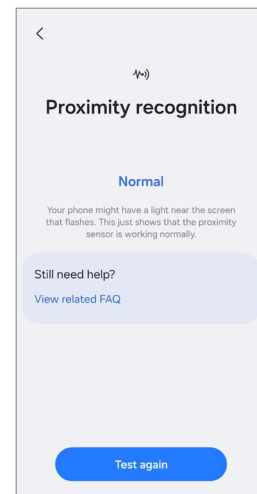 Proximity recognition
Normal
Your phone might have a light near the screen
that flashes. This just shows that the proximity
sensor is working normally.
Still need help?
View related FAQ
Test again